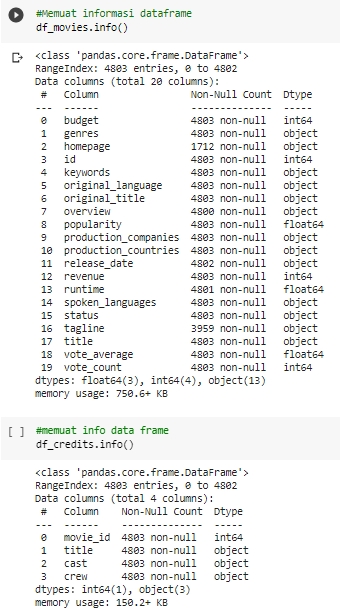 #Memuat informasi dataframe
df_movies.info()
<class 'pandas.core.frame.DataFrame'>
RangeIndex: 4803 entries, 0 to 4802
Data columns (total 20 columns):
#   Column                Non-Null Count  Dtype
---  ------                --------------  -----
0   budget                4803 non-null   int64
1   genres                4803 non-null   object
2   homepage              1712 non-null   object
3   id                    4803 non-null   int64
4   keywords              4803 non-null   object
5   original_language     4803 non-null   object
6   original_title        4803 non-null   object
7   overview              4800 non-null   object
8   popularity            4803 non-null   float64
9   production_companies  4803 non-null   object
10  production_countries  4803 non-null   object
11  release_date          4802 non-null   object
12  revenue               4803 non-null   int64
13  runtime               4801 non-null   float64
14  spoken_languages      4803 non-null   object
15  status                4803 non-null   object
16  tagline               3959 non-null   object
17  title                 4803 non-null   object
18  vote_average          4803 non-null   float64
19  vote_count            4803 non-null   int64
dtypes: float64(3), int64(4), object(13)
memory usage: 750.6+ KB
[ ] #memuat info data frame
df_credits.info()
<class 'pandas.core.frame.DataFrame'>
RangeIndex: 4803 entries, 0 to 4802
Data columns (total 4 columns):
#   Column    Non-Null Count  Dtype
---  ------    --------------  -----
0   movie_id  4803 non-null   int64
1   title     4803 non-null   object
2   cast      4803 non-null   object
3   crew      4803 non-null   object
dtypes: int64(1), object(3)
memory usage: 150.2+ KB